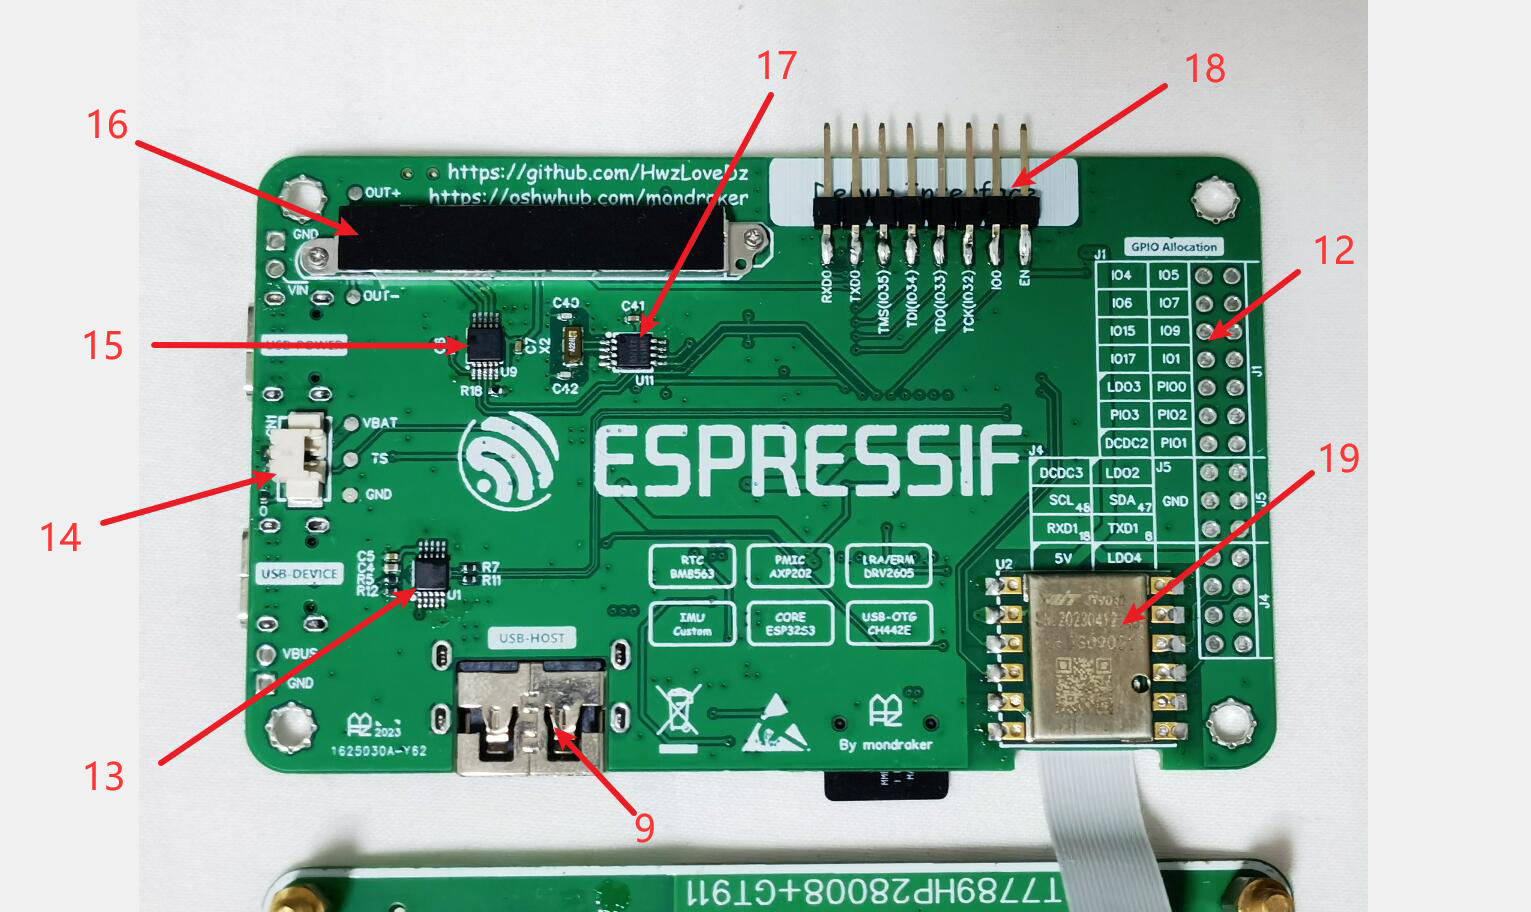 16
17
18
https://github.com/HwzLoveDz
https://oshwhub.com/mondraker
OUT+
GND
VIN
OUT-
Debug Interface
RXD0
TXD0
TMS(IO35)
TDI(IO34)
TDO(IO33)
TCK(IO32)
IO0
EN
GPIO Allocation
12
J1
IO4 IO5
IO6 IO7
IO15 IO9
IO17 IO1
LDO3 PIO0
PIO3 PIO2
DCDC2 PIO1
J1
J4
DCDC3 LDO2 J5
SCL 48 SDA 47 GND
RXD1 18 TXD1 8
5V LDO4
J5
J4
15
USB-POWER
C7
X2
U9
R18
C40
C42
C41
U11
19
14
VBAT
TS
GND
ESPRESSIF
USB-DEVICE
C5
C4
R5
R12
U1
R7
R11
RTC
BM8563
PMIC
AXP202
LRA/ERM
DRV2605
IMU
Custom
CORE
ESP32S3
USB-OTG
CH442E
U2
20230412
USB-HOST
VBUS
GND
2023
1625030A-Y62
By mondraker
13
9
T7789HP28008+GT911